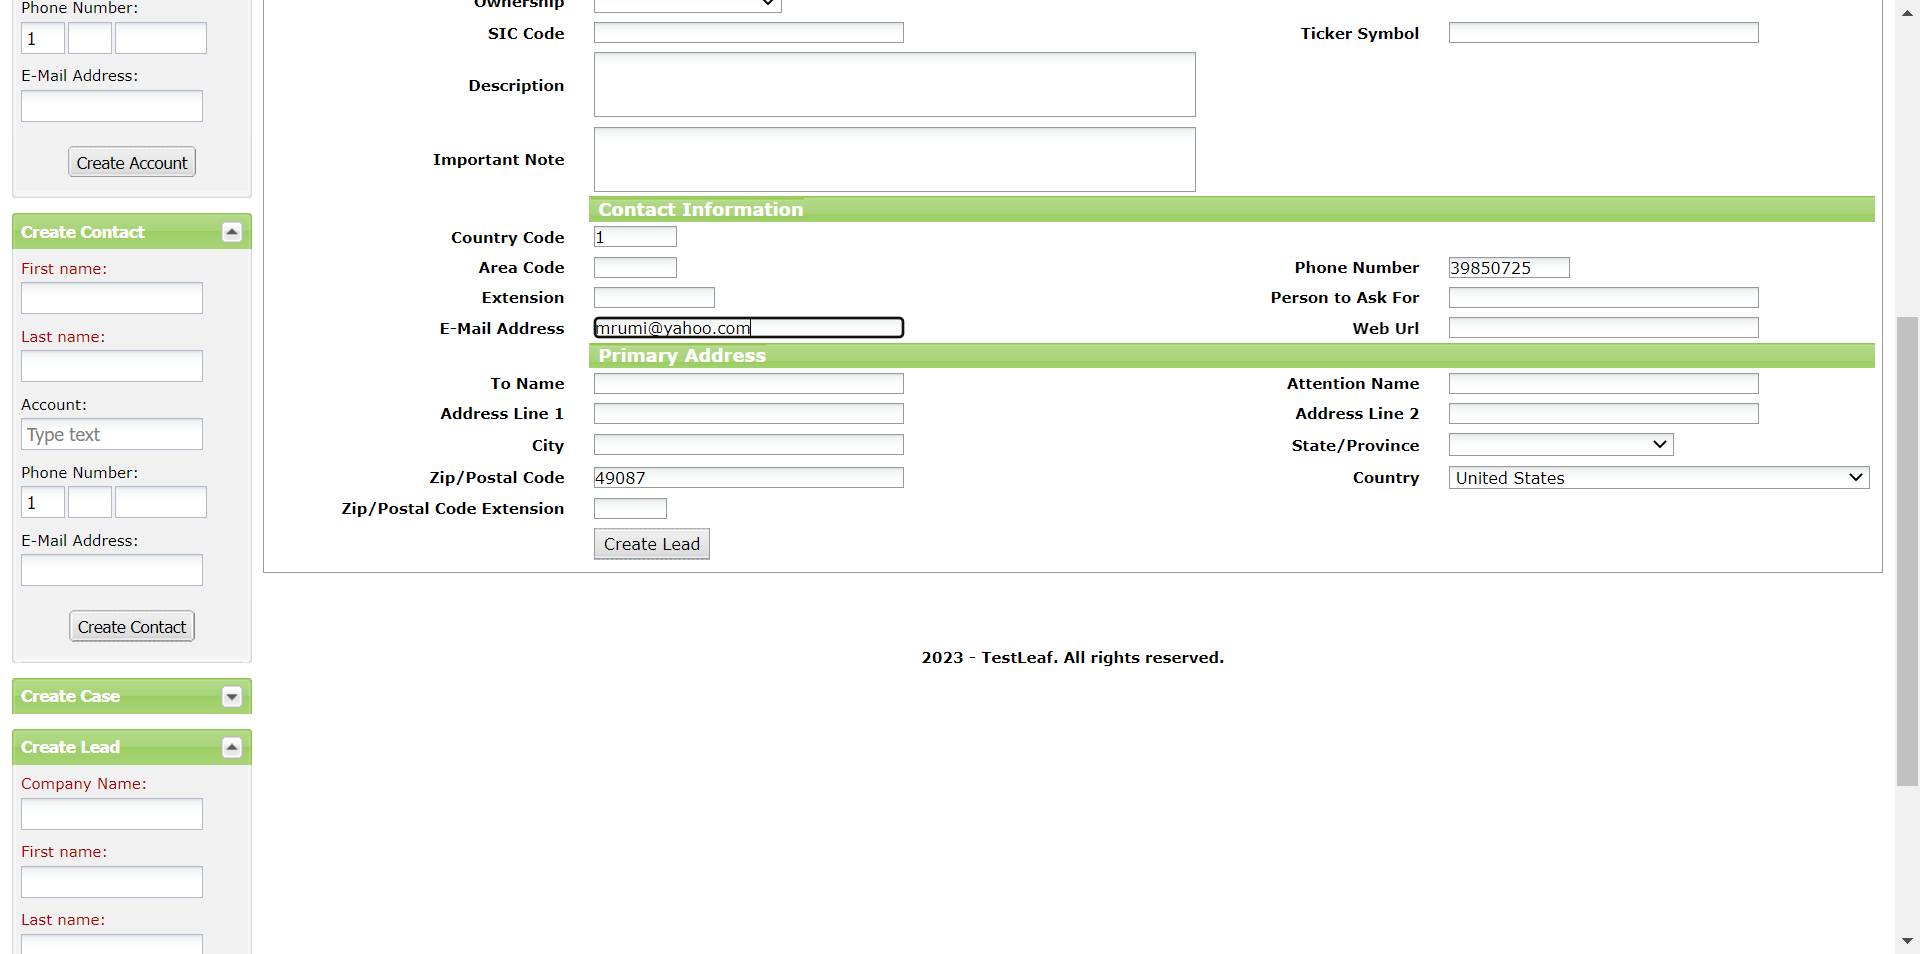 Phone Number:
1
E-Mail Address:
Create Account
Create Contact
First name:
Last name:
Account:
Type text
Phone Number:
1
E-Mail Address:
Create Contact
Create Case
Create Lead
Company Name:
First name:
Last name:
Ownership
SIC Code
Ticker Symbol
Description
Important Note
Contact Information
Country Code 1
Area Code
Phone Number 39850725
Extension
Person to Ask For
E-Mail Address mrumi@yahoo.com
Web Url
Primary Address
To Name
Attention Name
Address Line 1
Address Line 2
City
State/Province
Zip/Postal Code 49087
Country United States
Zip/Postal Code Extension
Create Lead
2023 - TestLeaf. All rights reserved.